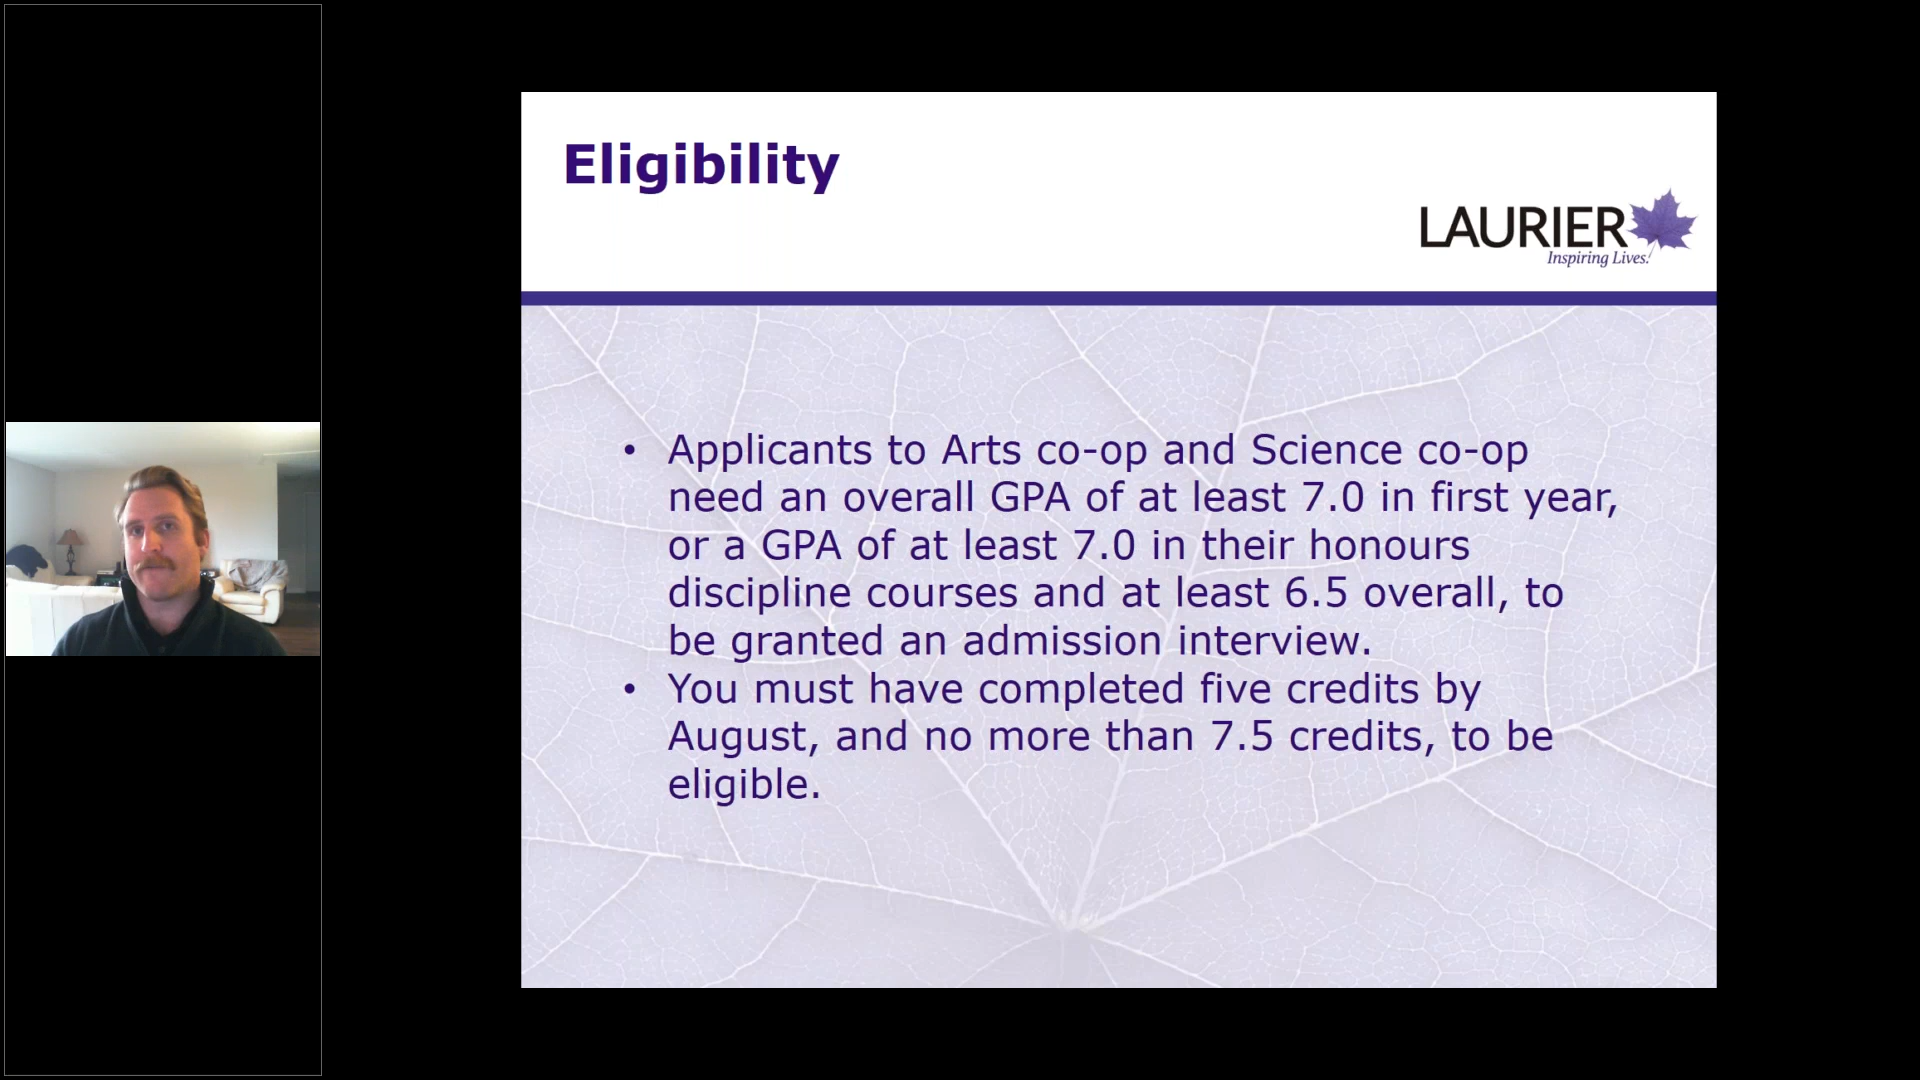 Eligibility
LAURIER
Inspiring Lives.
• Applicants to Arts co-op and Science co-op
need an overall GPA of at least 7.0 in first year,
or a GPA of at least 7.0 in their honours
discipline courses and at least 6.5 overall, to
be granted an admission interview.
• You must have completed five credits by
August, and no more than 7.5 credits, to be
eligible.